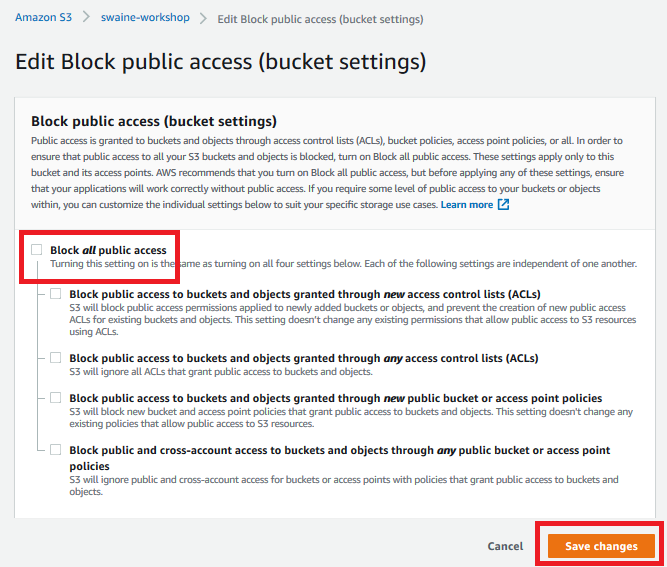 Amazon S3 > swaine-workshop > Edit Block public access (bucket settings)
Edit Block public access (bucket settings)
Block public access (bucket settings)
Public access is granted to buckets and objects through access control lists (ACLs), bucket policies, access point policies, or all. In order to
ensure that public access to all your S3 buckets and objects is blocked, turn on Block all public access. These settings apply only to this
bucket and its access points. AWS recommends that you turn on Block all public access, but before applying any of these settings, ensure
that your applications will work correctly without public access. If you require some level of public access to your buckets or objects
within, you can customize the individual settings below to suit your specific storage use cases. Learn more
Block all public access
Turning this setting on is the same as turning on all four settings below. Each of the following settings are independent of one another.
Block public access to buckets and objects granted through new access control lists (ACLs)
S3 will block public access permissions applied to newly added buckets or objects, and prevent the creation of new public access
ACLs for existing buckets and objects. This setting doesn't change any existing permissions that allow public access to S3 resources
using ACLs.
Block public access to buckets and objects granted through any access control lists (ACLs)
S3 will ignore all ACLs that grant public access to buckets and objects.
Block public access to buckets and objects granted through new public bucket or access point policies
S3 will block new bucket and access point policies that grant public access to buckets and objects. This setting doesn't change any
existing policies that allow public access to S3 resources.
Block public and cross-account access to buckets and objects through any public bucket or access point
policies
S3 will ignore public and cross-account access for buckets or access points with policies that grant public access to buckets and
objects.
Cancel Save changes